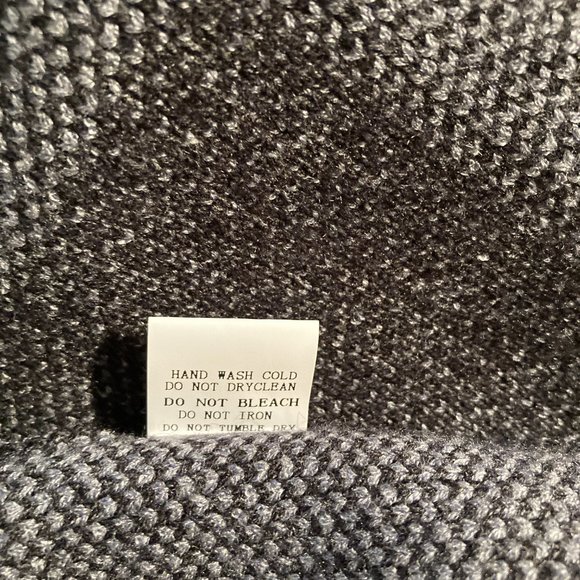 HAND WASH COLD
DO NOT DRYCLEAN
DO NOT BLEACH
DO NOT IRON
DO NOT TUMBLE DRY